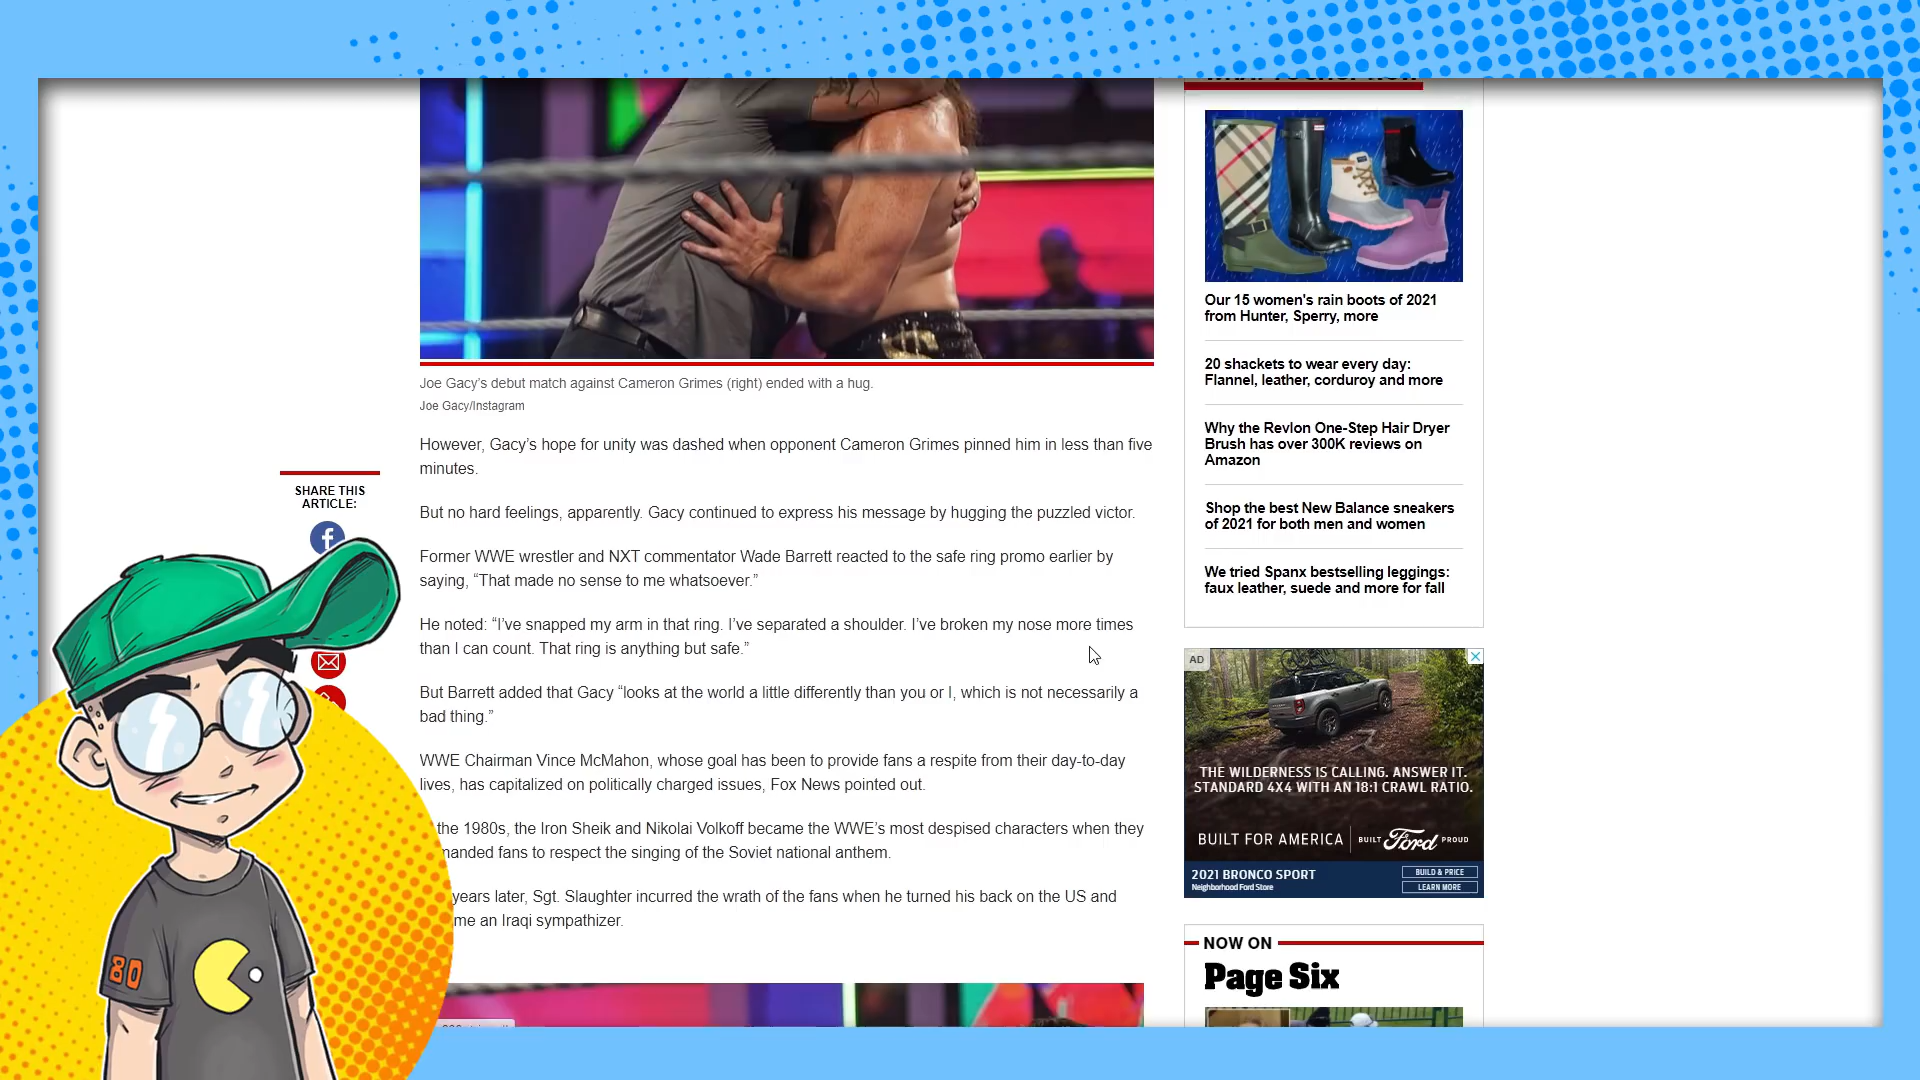 Joe Gacy's debut match against Cameron Grimes (right) ended with a hug.
Joe Gacy/Instagram
However, Gacy's hope for unity was dashed when opponent Cameron Grimes pinned him in less than five
minutes.
But no hard feelings, apparently. Gacy continued to express his message by hugging the puzzled victor.
Former WWE wrestler and NXT commentator Wade Barrett reacted to the safe ring promo earlier by
saying, “That made no sense to me whatsoever.”
He noted: “I've snapped my arm in that ring. I've separated a shoulder. I've broken my nose more times
than I can count. That ring is anything but safe.”
But Barrett added that Gacy “looks at the world a little differently than you or I, which is not necessarily a
bad thing.”
WWE Chairman Vince McMahon, whose goal has been to provide fans a respite from their day-to-day
lives, has capitalized on politically charged issues, Fox News pointed out.
the 1980s, the Iron Sheik and Nikolai Volkoff became the WWE's most despised characters when they
manded fans to respect the singing of the Soviet national anthem.
years later, Sgt. Slaughter incurred the wrath of the fans when he turned his back on the US and
me an Iraqi sympathizer.
SHARE THIS
ARTICLE:
80
Our 15 women's rain boots of 2021
from Hunter, Sperry, more
20 shackets to wear every day:
Flannel, leather, corduroy and more
Why the Revlon One-Step Hair Dryer
Brush has over 300K reviews on
Amazon
Shop the best New Balance sneakers
of 2021 for both men and women
We tried Spanx bestselling leggings:
faux leather, suede and more for fall
AD
THE WILDERNESS IS CALLING. ANSWER IT.
STANDARD 4X4 WITH AN 18:1 CRAWL RATIO.
BUILT FOR AMERICA BUILT Ford PROUD
2021 BRONCO SPORT
Neighborhood Ford Store
BUILD & PRICE
LEARN MORE
NOW ON
Page Six